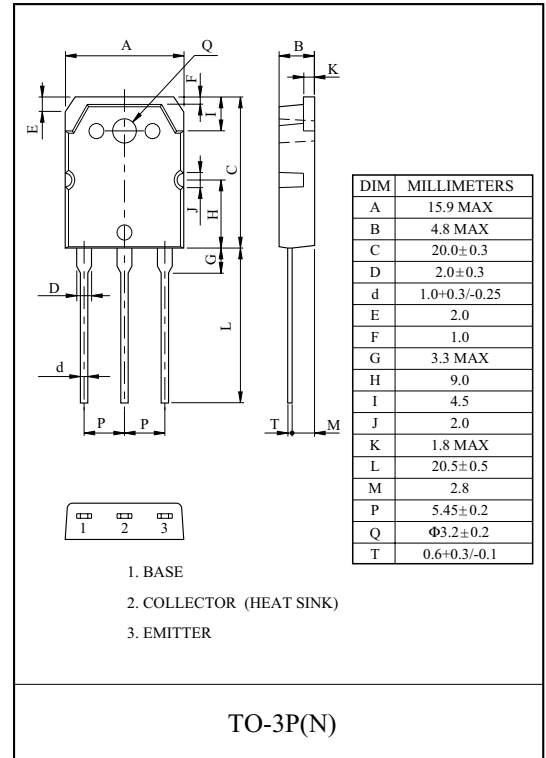 A
Q
B
K
F
I
E
C
J
H
G
D
L
d
P P
T M
DIM MILLIMETERS
A 15.9 MAX
B 4.8 MAX
C 20.0±0.3
D 2.0±0.3
d 1.0+0.3/-0.25
E 2.0
F 1.0
G 3.3 MAX
H 9.0
I 4.5
J 2.0
K 1.8 MAX
L 20.5±0.5
M 2.8
P 5.45±0.2
Q Φ3.2±0.2
T 0.6+0.3/-0.1
1 2 3
1. BASE
2. COLLECTOR (HEAT SINK)
3. EMITTER
TO-3P(N)